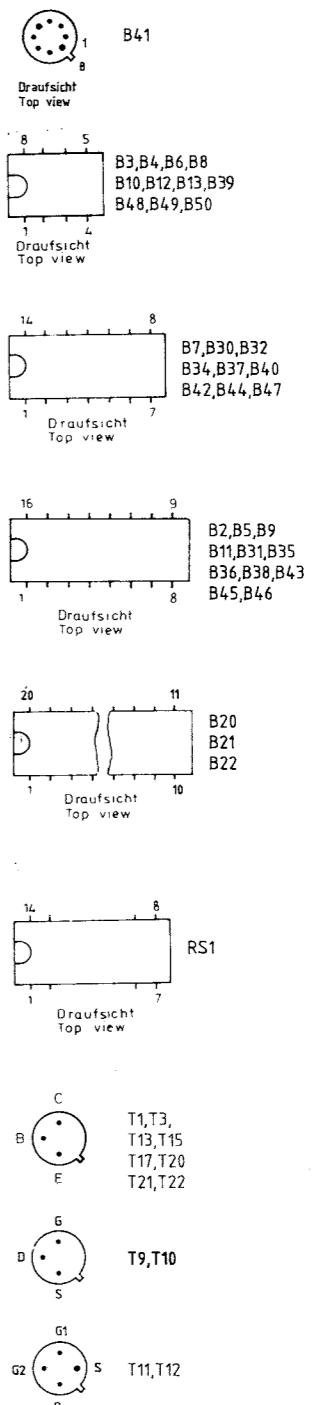 B41
1
8
Draufsicht
Top view
8 5
B3,B4,B6,B8
B10,B12,B13,B39
B48,B49,B50
1 4
Draufsicht
Top view
14 8
B7,B30,B32
B34,B37,B40
B42,B44,B47
1 7
Draufsicht
Top view
16 9
B2,B5,B9
B11,B31,B35
B36,B38,B43
B45,B46
1 8
Draufsicht
Top view
20 11
B20
B21
B22
1 10
Draufsicht
Top view
14 8
RS1
1 7
Draufsicht
Top view
C
B
E
T1,T3,
T13,T15
T17,T20
T21,T22
G
D
S
T9,T10
G1
G2 S
T11,T12